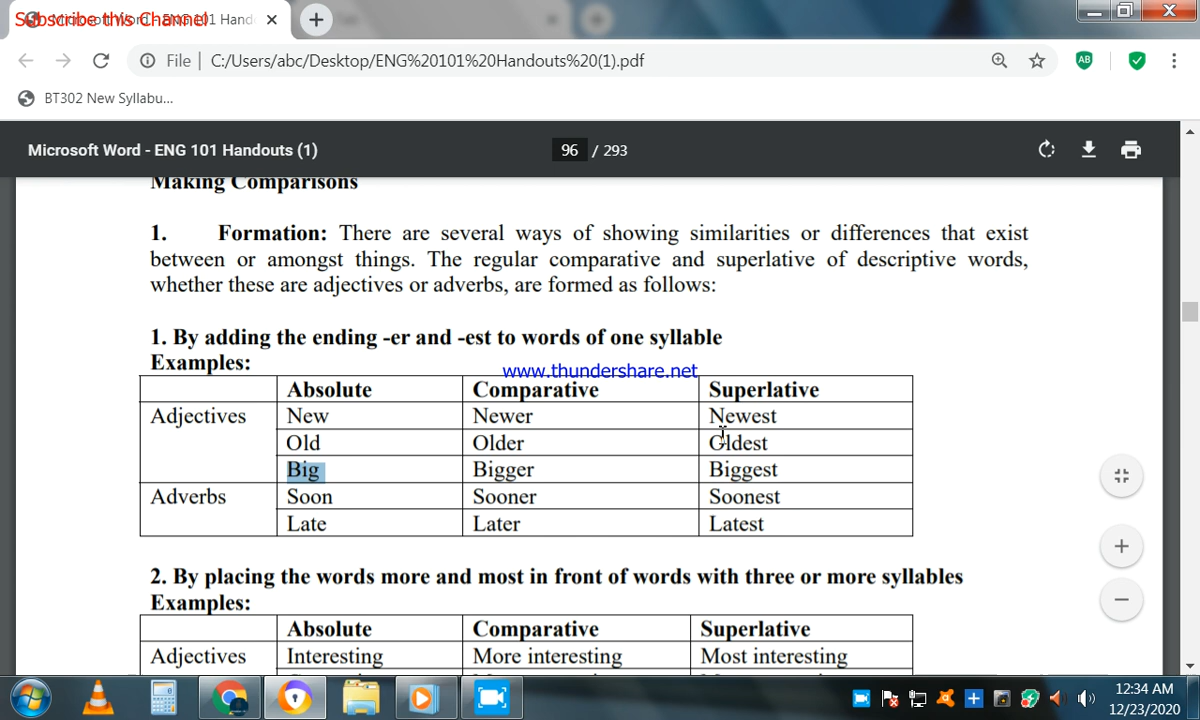 Subscribe this Channel!
File C:/Users/abc/Desktop/ENG%20101%20Handouts%20(1).pdf
AB
BT302 New Syllabu...
Microsoft Word - ENG 101 Handouts (1) 96 / 293
Making Comparisons
1. Formation: There are several ways of showing similarities or differences that exist
between or amongst things. The regular comparative and superlative of descriptive words,
whether these are adjectives or adverbs, are formed as follows:
1. By adding the ending -er and -est to words of one syllable
Examples:
www.thundershare.net
Absolute Comparative Superlative
Adjectives New Newer Newest
Old Older Oldest
Big Bigger Biggest
Adverbs Soon Sooner Soonest
Late Later Latest
2. By placing the words more and most in front of words with three or more syllables
Examples:
Absolute Comparative Superlative
Adjectives Interesting More interesting Most interesting
12:34 AM
12/23/2020